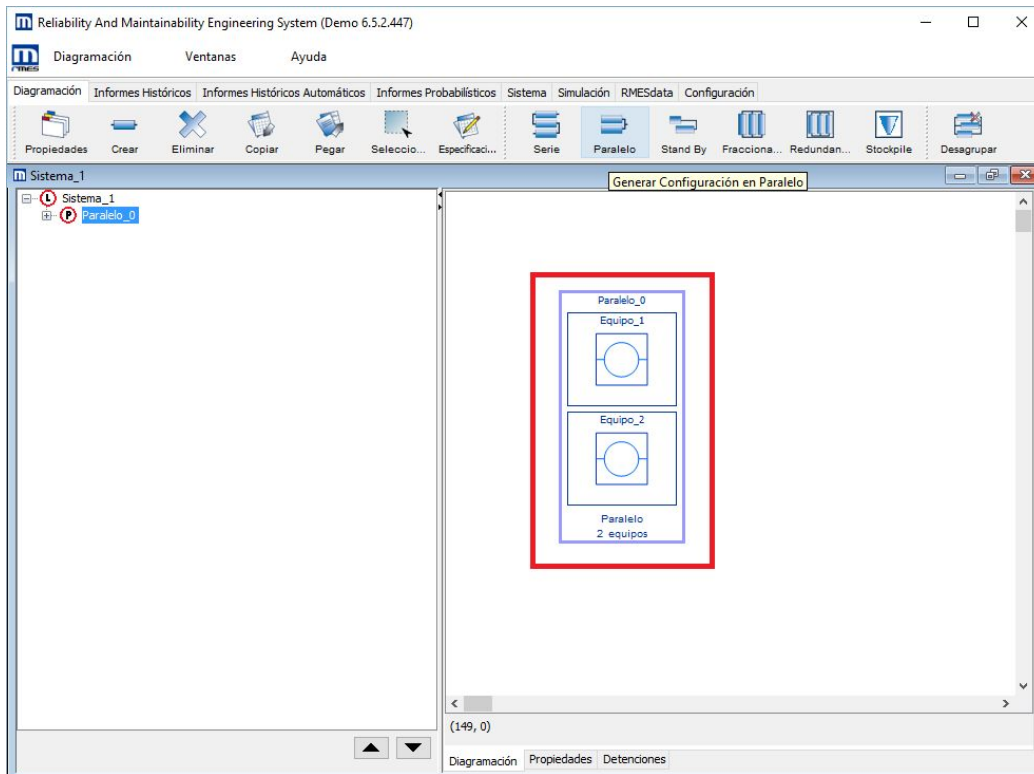 Reliability And Maintainability Engineering System (Demo 6.5.2.447)
rmes Diagramación Ventanas Ayuda
Diagramación Informes Históricos Informes Históricos Automáticos Informes Probabilísticos Sistema Simulación RMESdata Configuración
Propiedades Crear Eliminar Copiar Pegar Seleccio... Especificaci... Serie Paralelo Stand By Fracciona... Redundan... Stockpile Desagrupar
Sistema_1
Generar Configuración en Paralelo
L Sistema_1
P Paralelo_0
Paralelo_0
Equipo_1
Equipo_2
Paralelo
2 equipos
(149, 0)
Diagramación Propiedades Detenciones